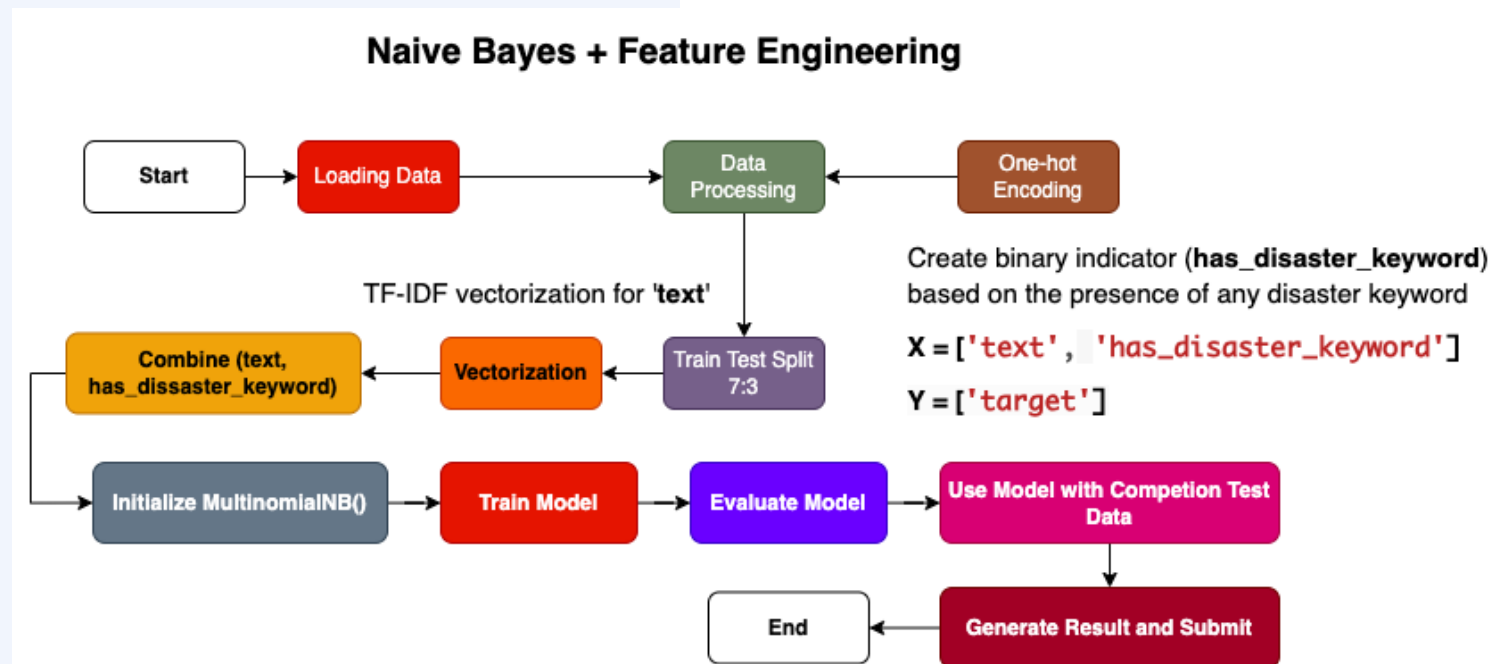 Naive Bayes + Feature Engineering
Start
Loading Data
Data
Processing
One-hot
Encoding
Create binary indicator (has_disaster_keyword)
based on the presence of any disaster keyword
X = ['text', 'has_disaster_keyword']
Y = ['target']
TF-IDF vectorization for 'text'
Train Test Split
7:3
Vectorization
Combine (text,
has_dissaster_keyword)
Initialize MultinomialNB()
Train Model
Evaluate Model
Use Model with Competion Test
Data
Generate Result and Submit
End